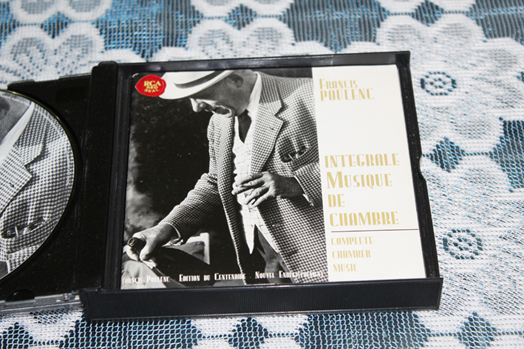 RCA
FRANCIS
POULENC
INTEGRALE
MUSIQUE
DE
CHAMBRE
COMPLETE
CHAMBER
MUSIC
FRANCIS POULENC EDITION DU CENTENAIRE NOUVEL ENREGISTREMENT